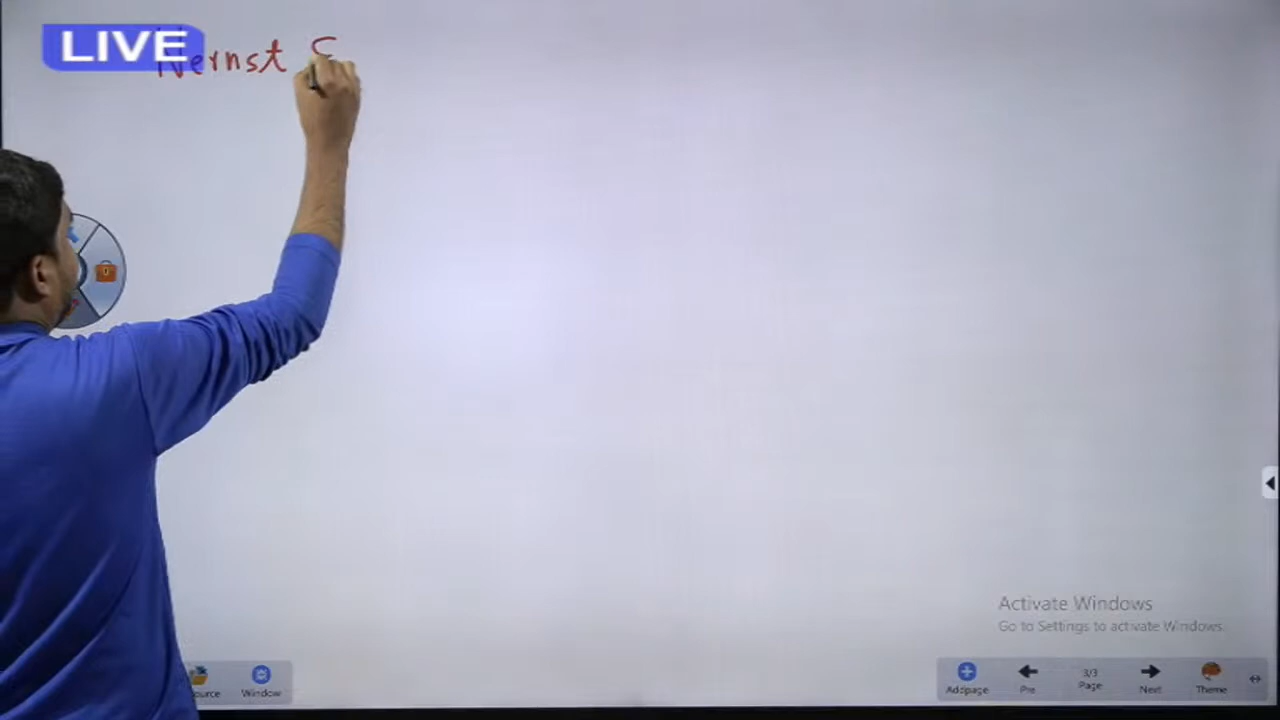 LIVE
Nernst
Activate Windows
Go to Settings to activate Windows.
Window
Addpage
Pre
3/3
Page
Next
Theme